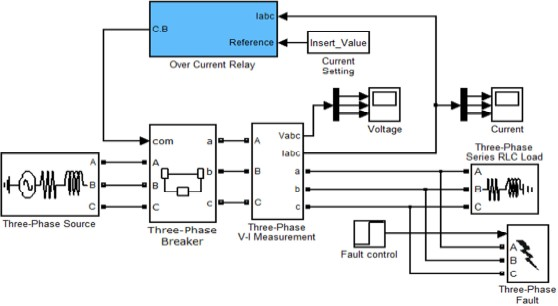 Iabc
C.B
Reference
Insert_Value
Over Current Relay
Current
Setting
Voltage
Current
com
a
A
Vabc
Iabc
A
A
b
B
a
A
B
B
b
B
C
C
c
C
c
C
Three-Phase
Series RLC Load
Three-Phase Source
Three-Phase
Breaker
Three-Phase
V-I Measurement
Fault control
A
B
C
Three-Phase
Fault